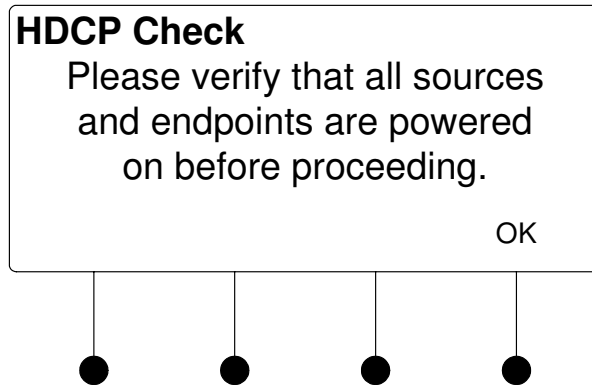 HDCP Check
Please verify that all sources
and endpoints are powered
on before proceeding.
OK